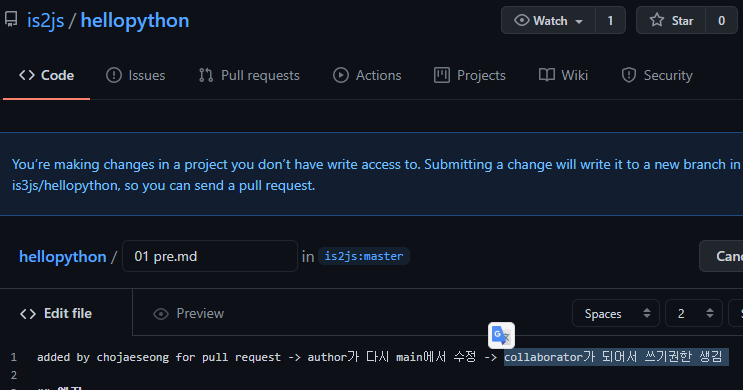 is2js / hellopython
Watch 1
Star 0
Code
Issues
Pull requests
Actions
Projects
Wiki
Security
You're making changes in a project you don't have write access to. Submitting a change will write it to a new branch in
is3js/hellopython, so you can send a pull request.
hellopython / 01 pre.md in is2js:master
Edit file
Preview
Spaces
2
1 added by chojaeseong for pull request -> author가 다시 main에서 수정 -> collaborator가 되어서 쓰기권한 생김
2